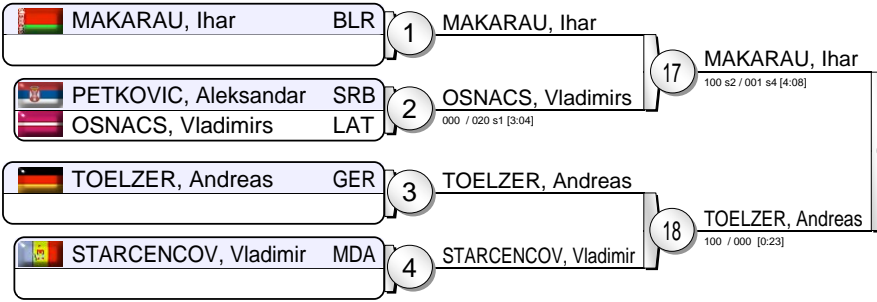 MAKARAU, Ihar BLR
1
MAKARAU, Ihar
PETKOVIC, Aleksandar SRB
OSNACS, Vladimirs LAT
2
OSNACS, Vladimirs
000 / 020 s1 [3:04]
17
MAKARAU, Ihar
100 s2 / 001 s4 [4:08]
TOELZER, Andreas GER
3
TOELZER, Andreas
STARCENCOV, Vladimir MDA
4
STARCENCOV, Vladimir
18
TOELZER, Andreas
100 / 000 [0:23]